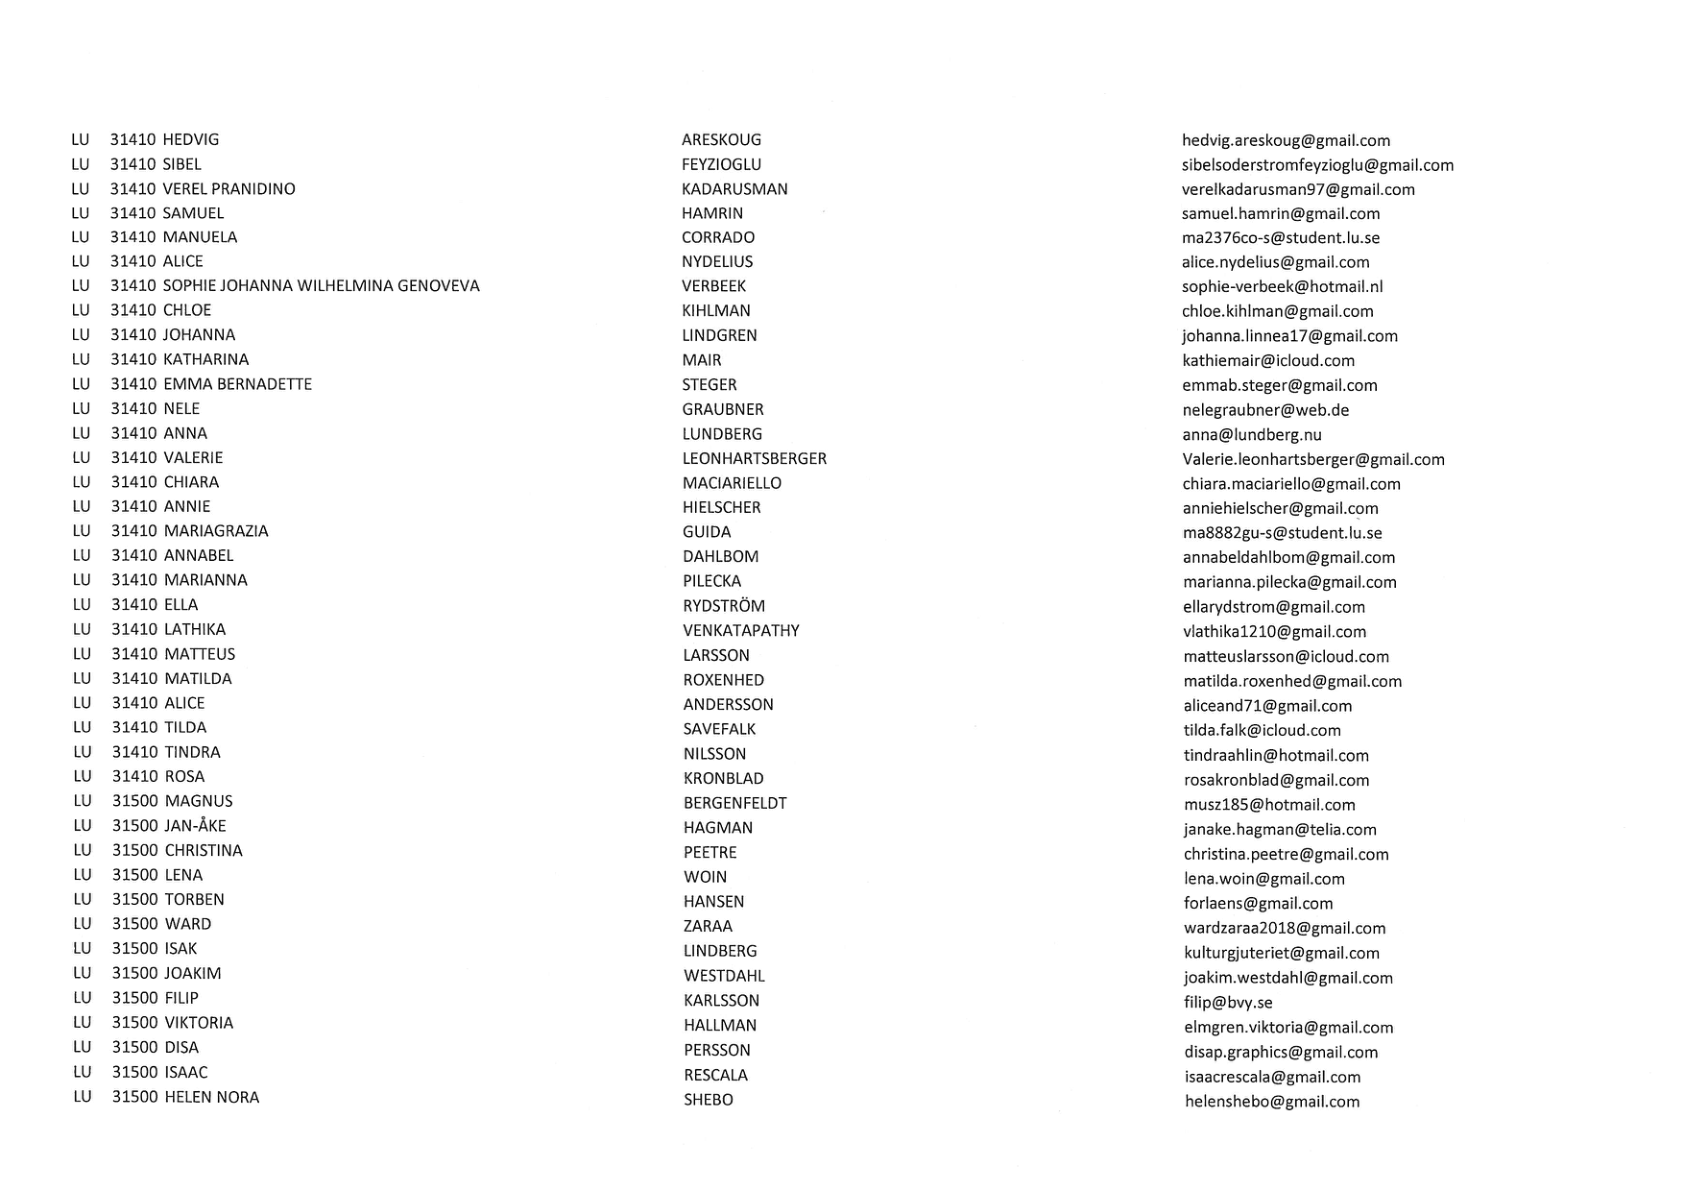 LU 31410 HEDVIG ARESKOUG hedvig.areskoug@gmail.com
LU 31410 SIBEL FEYZIOGLU sibelsoderstromfeyzioglu@gmail.com
LU 31410 VEREL PRANIDINO KADARUSMAN verelkadarusman97@gmail.com
LU 31410 SAMUEL HAMRIN samuel.hamrin@gmail.com
LU 31410 MANUELA CORRADO ma2376co-s@student.lu.se
LU 31410 ALICE NYDELIUS alice.nydelius@gmail.com
LU 31410 SOPHIE JOHANNA WILHELMINA GENOVEVA VERBEEK sophie-verbeek@hotmail.nl
LU 31410 CHLOE KIHLMAN chloe.kihlman@gmail.com
LU 31410 JOHANNA LINDGREN johanna.linnea17@gmail.com
LU 31410 KATHARINA MAIR kathiemair@icloud.com
LU 31410 EMMA BERNADETTE STEGER emmab.steger@gmail.com
LU 31410 NELE GRAUBNER nelegraubner@web.de
LU 31410 ANNA LUNDBERG anna@lundberg.nu
LU 31410 VALERIE LEONHARTSBERGER Valerie.leonhartsberger@gmail.com
LU 31410 CHIARA MACIARIELLO chiara.maciariello@gmail.com
LU 31410 ANNIE HIELSCHER anniehielscher@gmail.com
LU 31410 MARIAGRAZIA GUIDA ma8882gu-s@student.lu.se
LU 31410 ANNABEL DAHLBOM annabeldahlbom@gmail.com
LU 31410 MARIANNA PILECKA marianna.pilecka@gmail.com
LU 31410 ELLA RYDSTRÖM ellarydstrom@gmail.com
LU 31410 LATHIKA VENKATAPATHY vlathika1210@gmail.com
LU 31410 MATTEUS LARSSON matteuslarsson@icloud.com
LU 31410 MATILDA ROXENHED matilda.roxenhed@gmail.com
LU 31410 ALICE ANDERSSON aliceand71@gmail.com
LU 31410 TILDA SAVEFALK tilda.falk@icloud.com
LU 31410 TINDRA NILSSON tindraahlin@hotmail.com
LU 31410 ROSA KRONBLAD rosakronblad@gmail.com
LU 31500 MAGNUS BERGENFELDT musz185@hotmail.com
LU 31500 JAN-ÅKE HAGMAN janake.hagman@telia.com
LU 31500 CHRISTINA PEETRE christina.peetre@gmail.com
LU 31500 LENA WOIN lena.woin@gmail.com
LU 31500 TORBEN HANSEN forlaens@gmail.com
LU 31500 WARD ZARAA wardzaraa2018@gmail.com
LU 31500 ISAK LINDBERG kulturgjuteriet@gmail.com
LU 31500 JOAKIM WESTDAHL joakim.westdahl@gmail.com
LU 31500 FILIP KARLSSON filip@bvy.se
LU 31500 VIKTORIA HALLMAN elmgren.viktoria@gmail.com
LU 31500 DISA PERSSON disap.graphics@gmail.com
LU 31500 ISAAC RESCALA isaacrescala@gmail.com
LU 31500 HELEN NORA SHEBO helenshebo@gmail.com